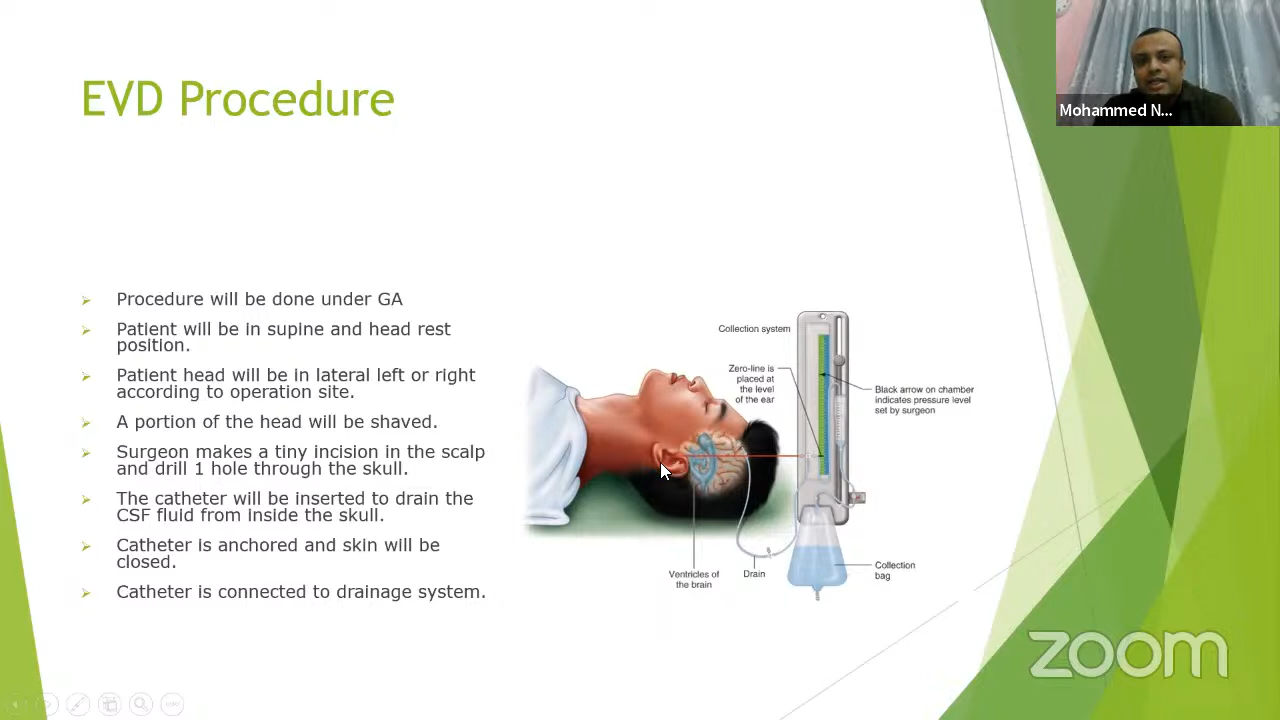 EVD Procedure
Mohammed N...
Procedure will be done under GA
Patient will be in supine and head rest
position.
Patient head will be in lateral left or right
according to operation site.
A portion of the head will be shaved.
Surgeon makes a tiny incision in the scalp
and drill 1 hole through the skull.
The catheter will be inserted to drain the
CSF fluid from inside the skull.
Catheter is anchored and skin will be
closed.
Catheter is connected to drainage system.
Collection system
Zero-line is
placed at
the level
of the ear
Black arrow on chamber
indicates pressure level
set by surgeon
Ventricles of
the brain
Drain
Collection
bag
zoom